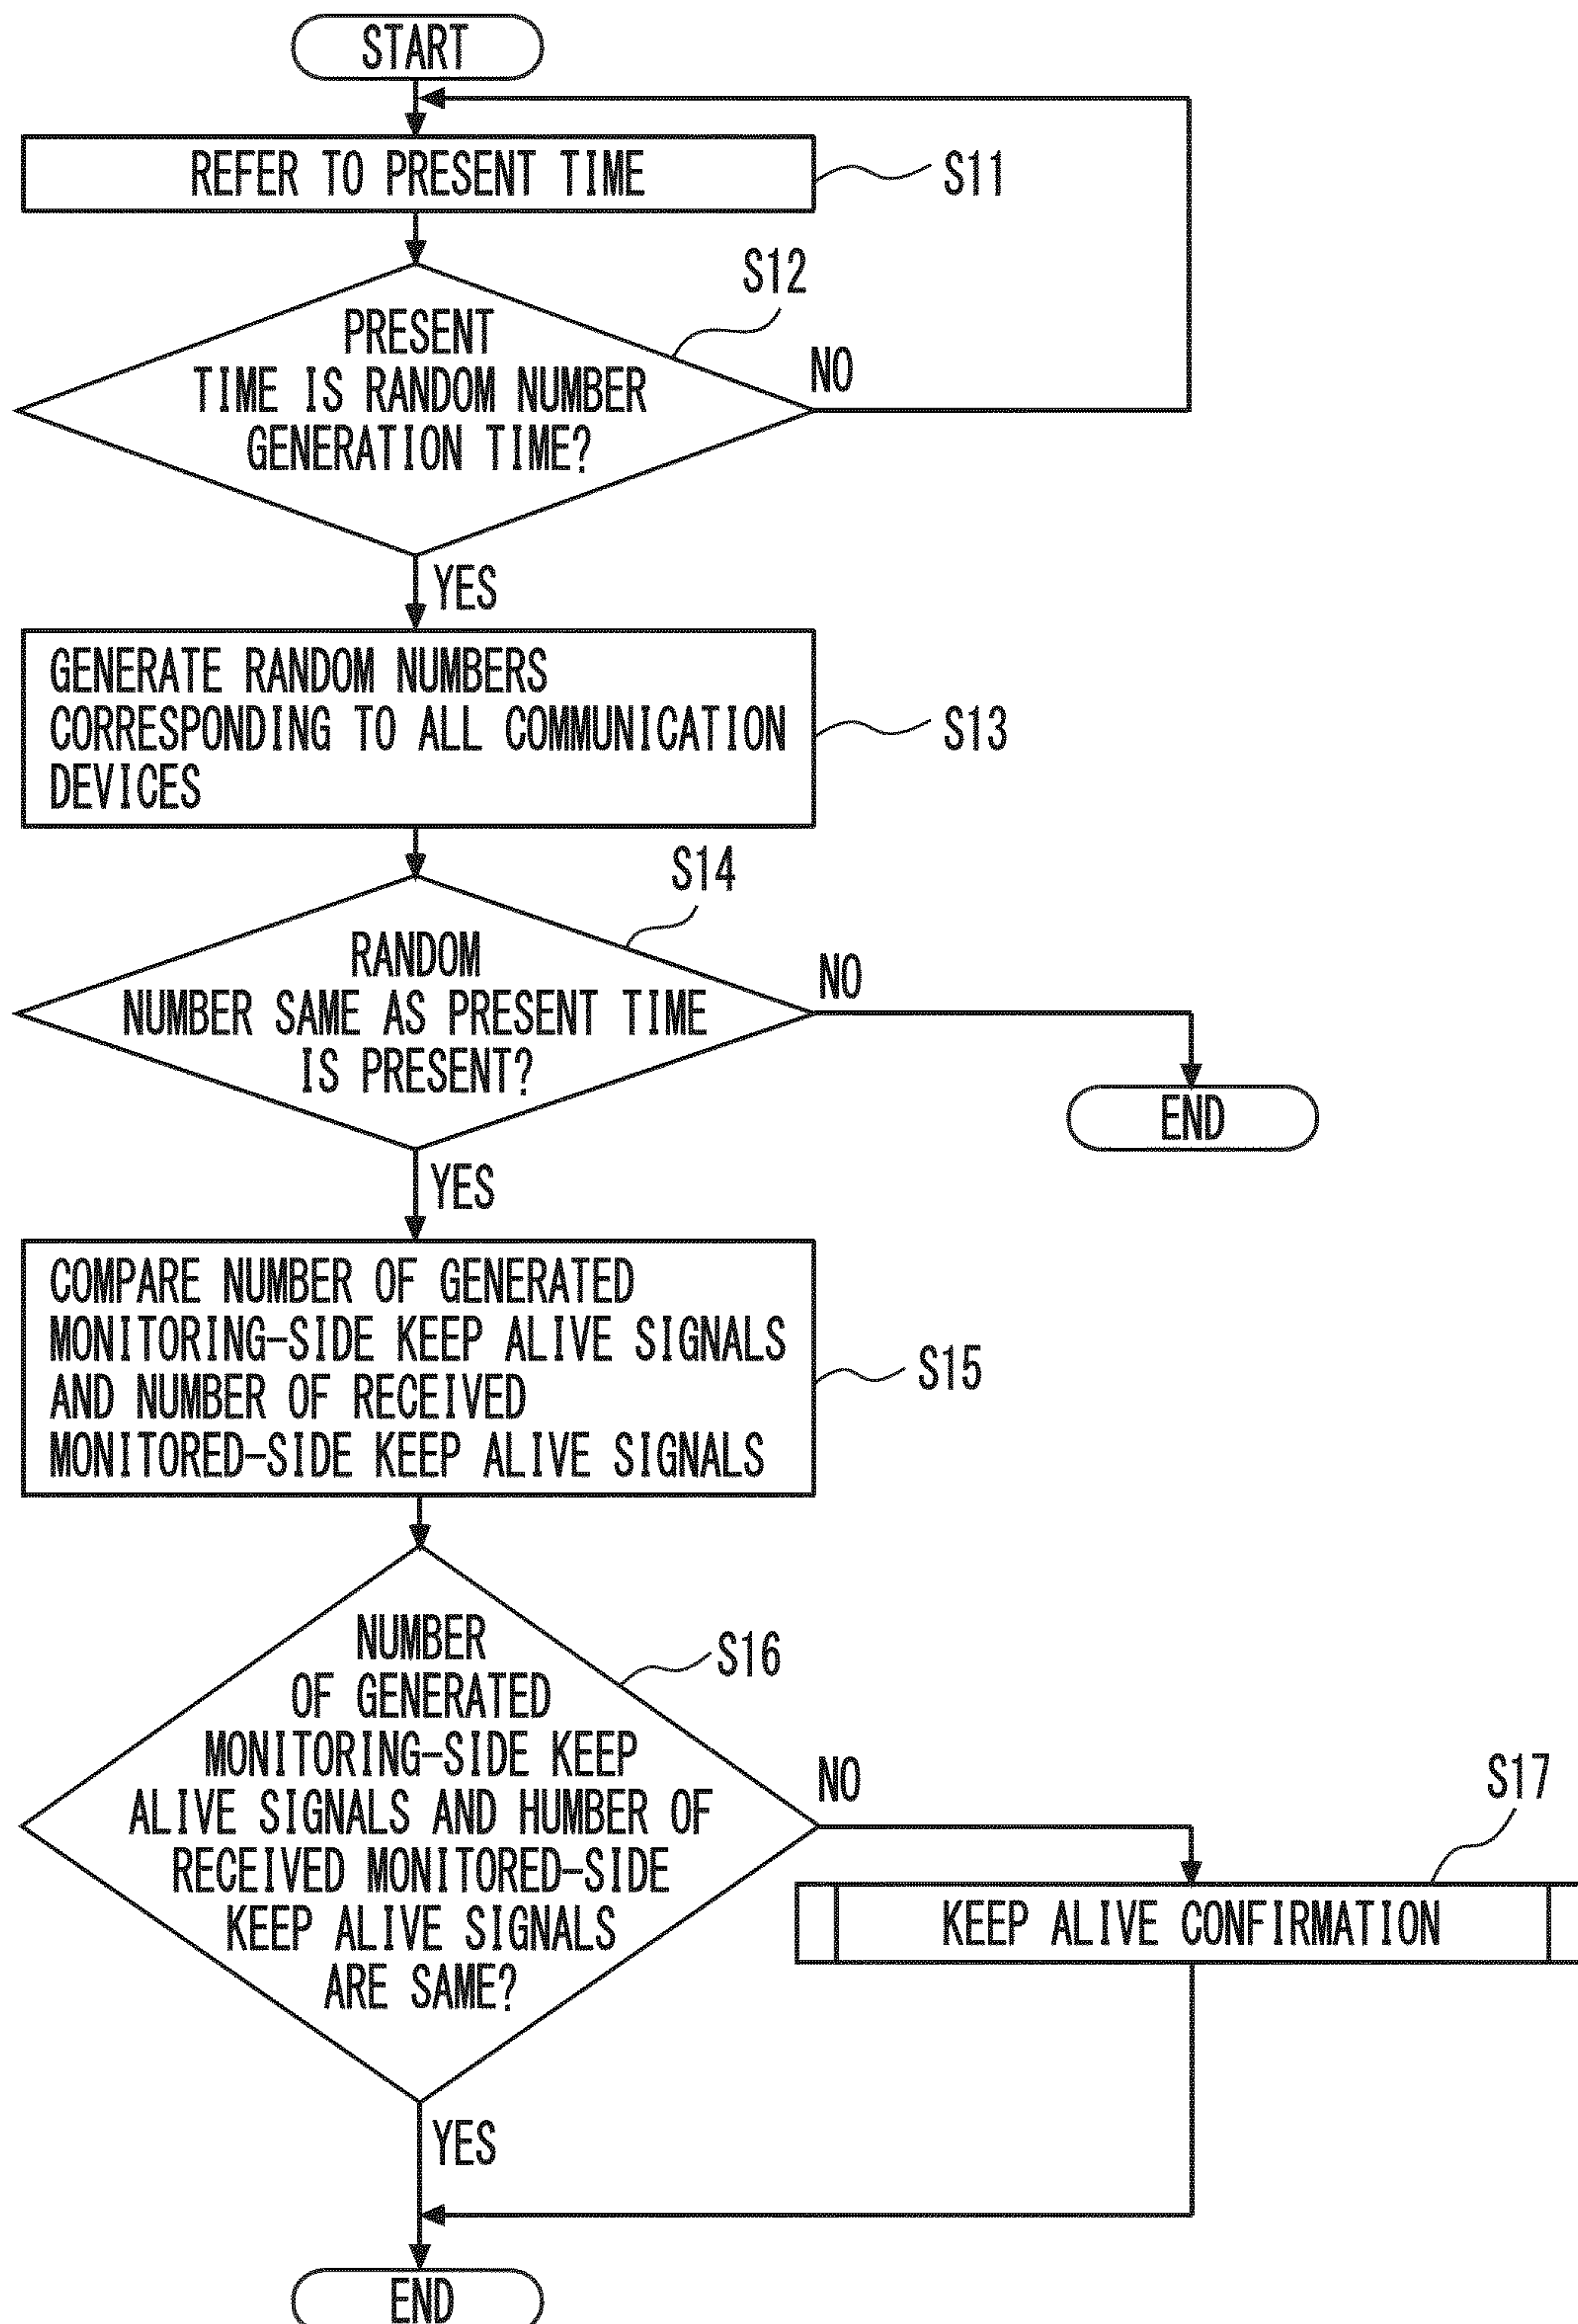 START
REFER TO PRESENT TIME
S11
S12
PRESENT
TIME IS RANDOM NUMBER
GENERATION TIME?
NO
YES
GENERATE RANDOM NUMBERS
CORRESPONDING TO ALL COMMUNICATION
DEVICES
S13
S14
RANDOM
NUMBER SAME AS PRESENT TIME
IS PRESENT?
NO
END
YES
COMPARE NUMBER OF GENERATED
MONITORING-SIDE KEEP ALIVE SIGNALS
AND NUMBER OF RECEIVED
MONITORED-SIDE KEEP ALIVE SIGNALS
S15
S16
NUMBER
OF GENERATED
MONITORING-SIDE KEEP
ALIVE SIGNALS AND HUMBER OF
RECEIVED MONITORED-SIDE
KEEP ALIVE SIGNALS
ARE SAME?
NO
S17
KEEP ALIVE CONFIRMATION
YES
END